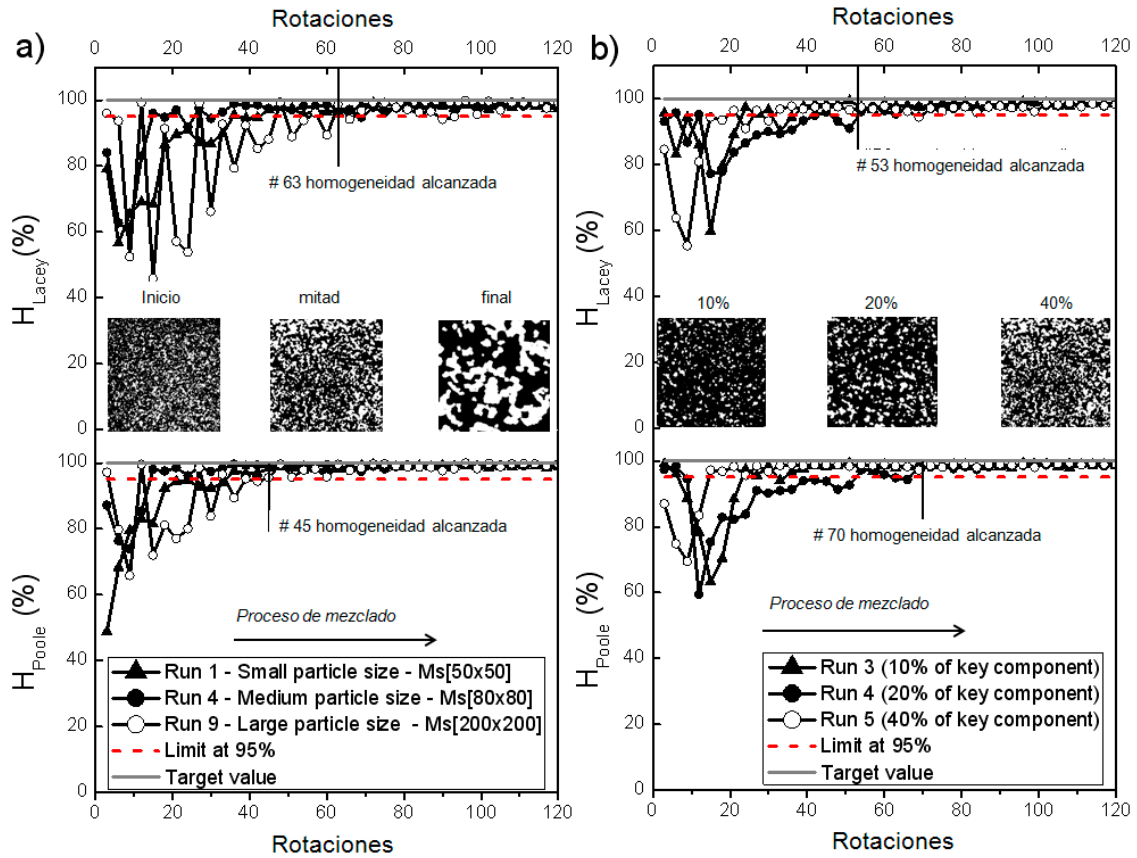 Rotaciones
a)
0 20 40 60 80 100 120
H Lacey (%)
100
80
60
40
20
0
# 63 homogeneidad alcanzada
Inicio mitad final
H Poole (%)
100
80
60
40
20
0
# 45 homogeneidad alcanzada
Proceso de mezclado
Run 1 - Small particle size - Ms[50x50]
Run 4 - Medium particle size - Ms[80x80]
Run 9 - Large particle size - Ms[200x200]
Limit at 95%
Target value
0 20 40 60 80 100 120
Rotaciones
Rotaciones
b)
0 20 40 60 80 100 120
H Lacey (%)
100
80
60
40
20
0
# 53 homogeneidad alcanzada
10% 20% 40%
H Poole (%)
100
80
60
40
20
0
# 70 homogeneidad alcanzada
Proceso de mezclado
Run 3 (10% of key component)
Run 4 (20% of key component)
Run 5 (40% of key component)
Limit at 95%
Target value
0 20 40 60 80 100 120
Rotaciones